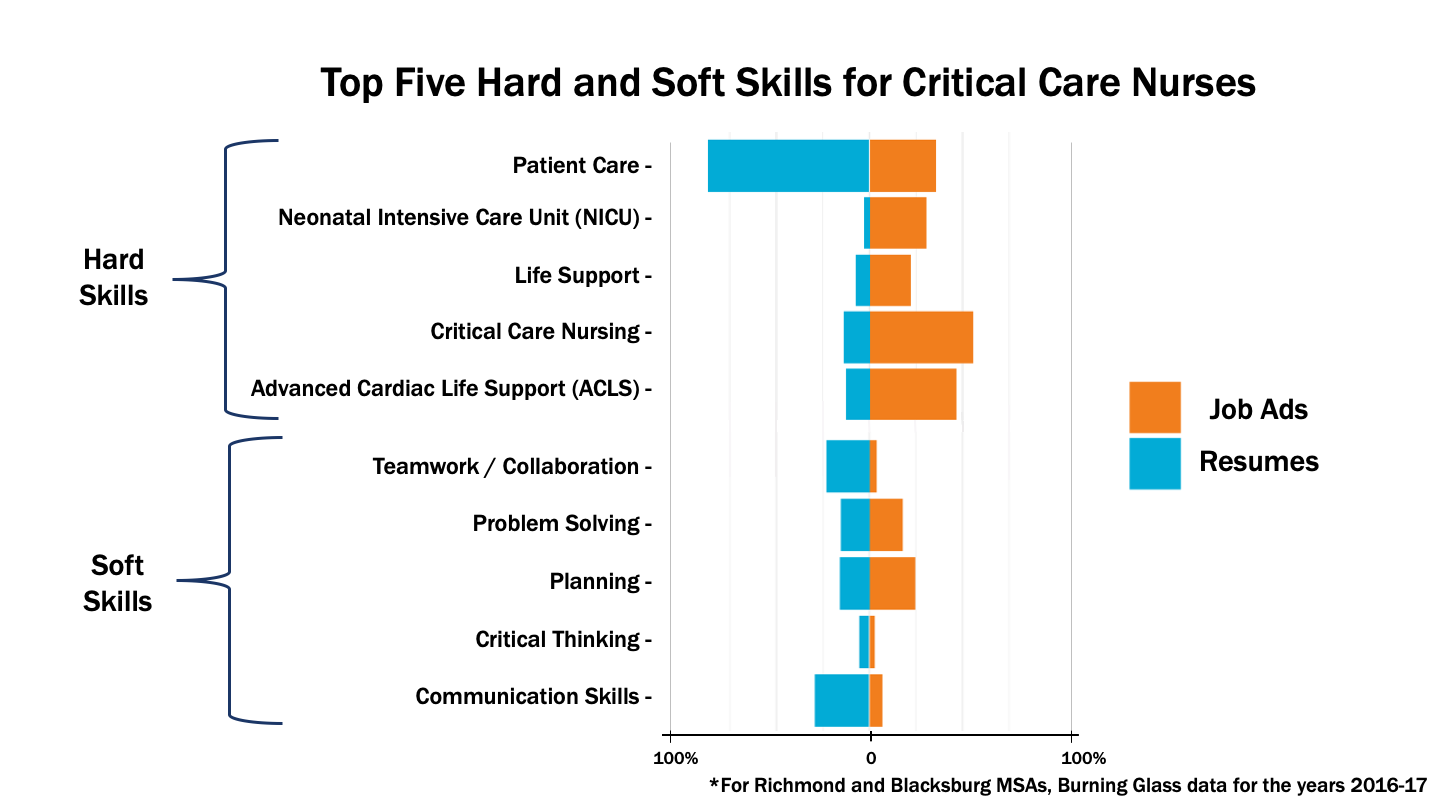 Top Five Hard and Soft Skills for Critical Care Nurses
Hard
Skills
Patient Care -
Neonatal Intensive Care Unit (NICU) -
Life Support -
Critical Care Nursing -
Advanced Cardiac Life Support (ACLS) -
Soft
Skills
Teamwork / Collaboration -
Problem Solving -
Planning -
Critical Thinking -
Communication Skills -
Job Ads
Resumes
100%
0
100%
*For Richmond and Blacksburg MSAs, Burning Glass data for the years 2016-17